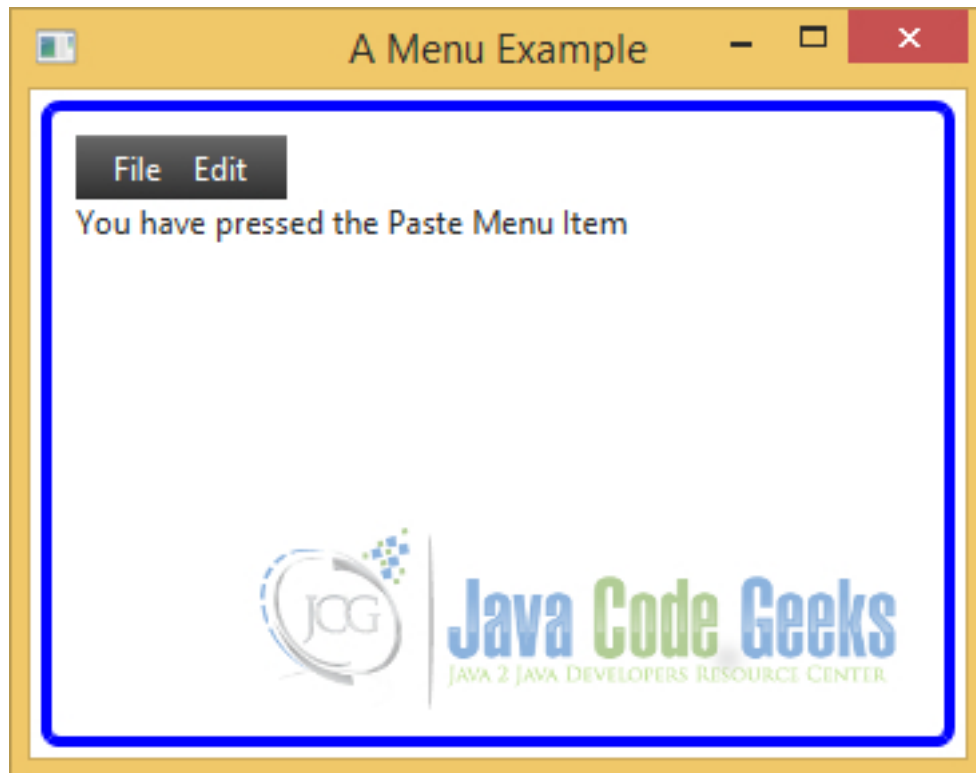 A Menu Example
File Edit
You have pressed the Paste Menu Item
JCG
Java Code Geeks
JAVA 2 JAVA DEVELOPERS RESOURCE CENTER